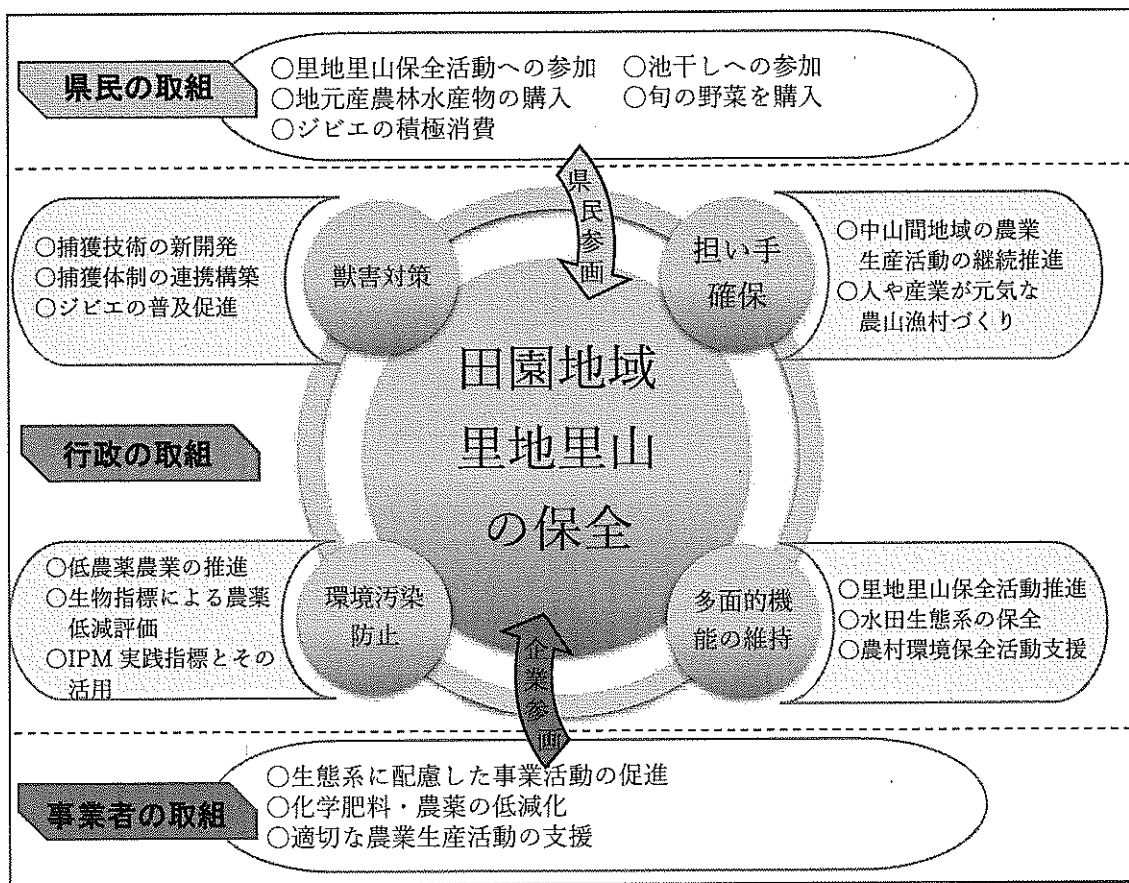 県民の取組
○里地里山保全活動への参加 ○池干しへの参加
○地元産農林水産物の購入 ○旬の野菜を購入
○ジビエの積極消費
県民参画
○捕獲技術の新開発
○捕獲体制の連携構築
○ジビエの普及促進
獣害対策
担い手
確保
○中山間地域の農業
生産活動の継続推進
○人や産業が元気な
農山漁村づくり
田園地域
里地里山
の保全
行政の取組
○低農薬農業の推進
○生物指標による農薬
低減評価
○IPM 実践指標とその
活用
環境汚染
防止
多面的機
能の維持
○里地里山保全活動推進
○水田生態系の保全
○農村環境保全活動支援
企業参画
事業者の取組
○生態系に配慮した事業活動の促進
○化学肥料・農薬の低減化
○適切な農業生産活動の支援